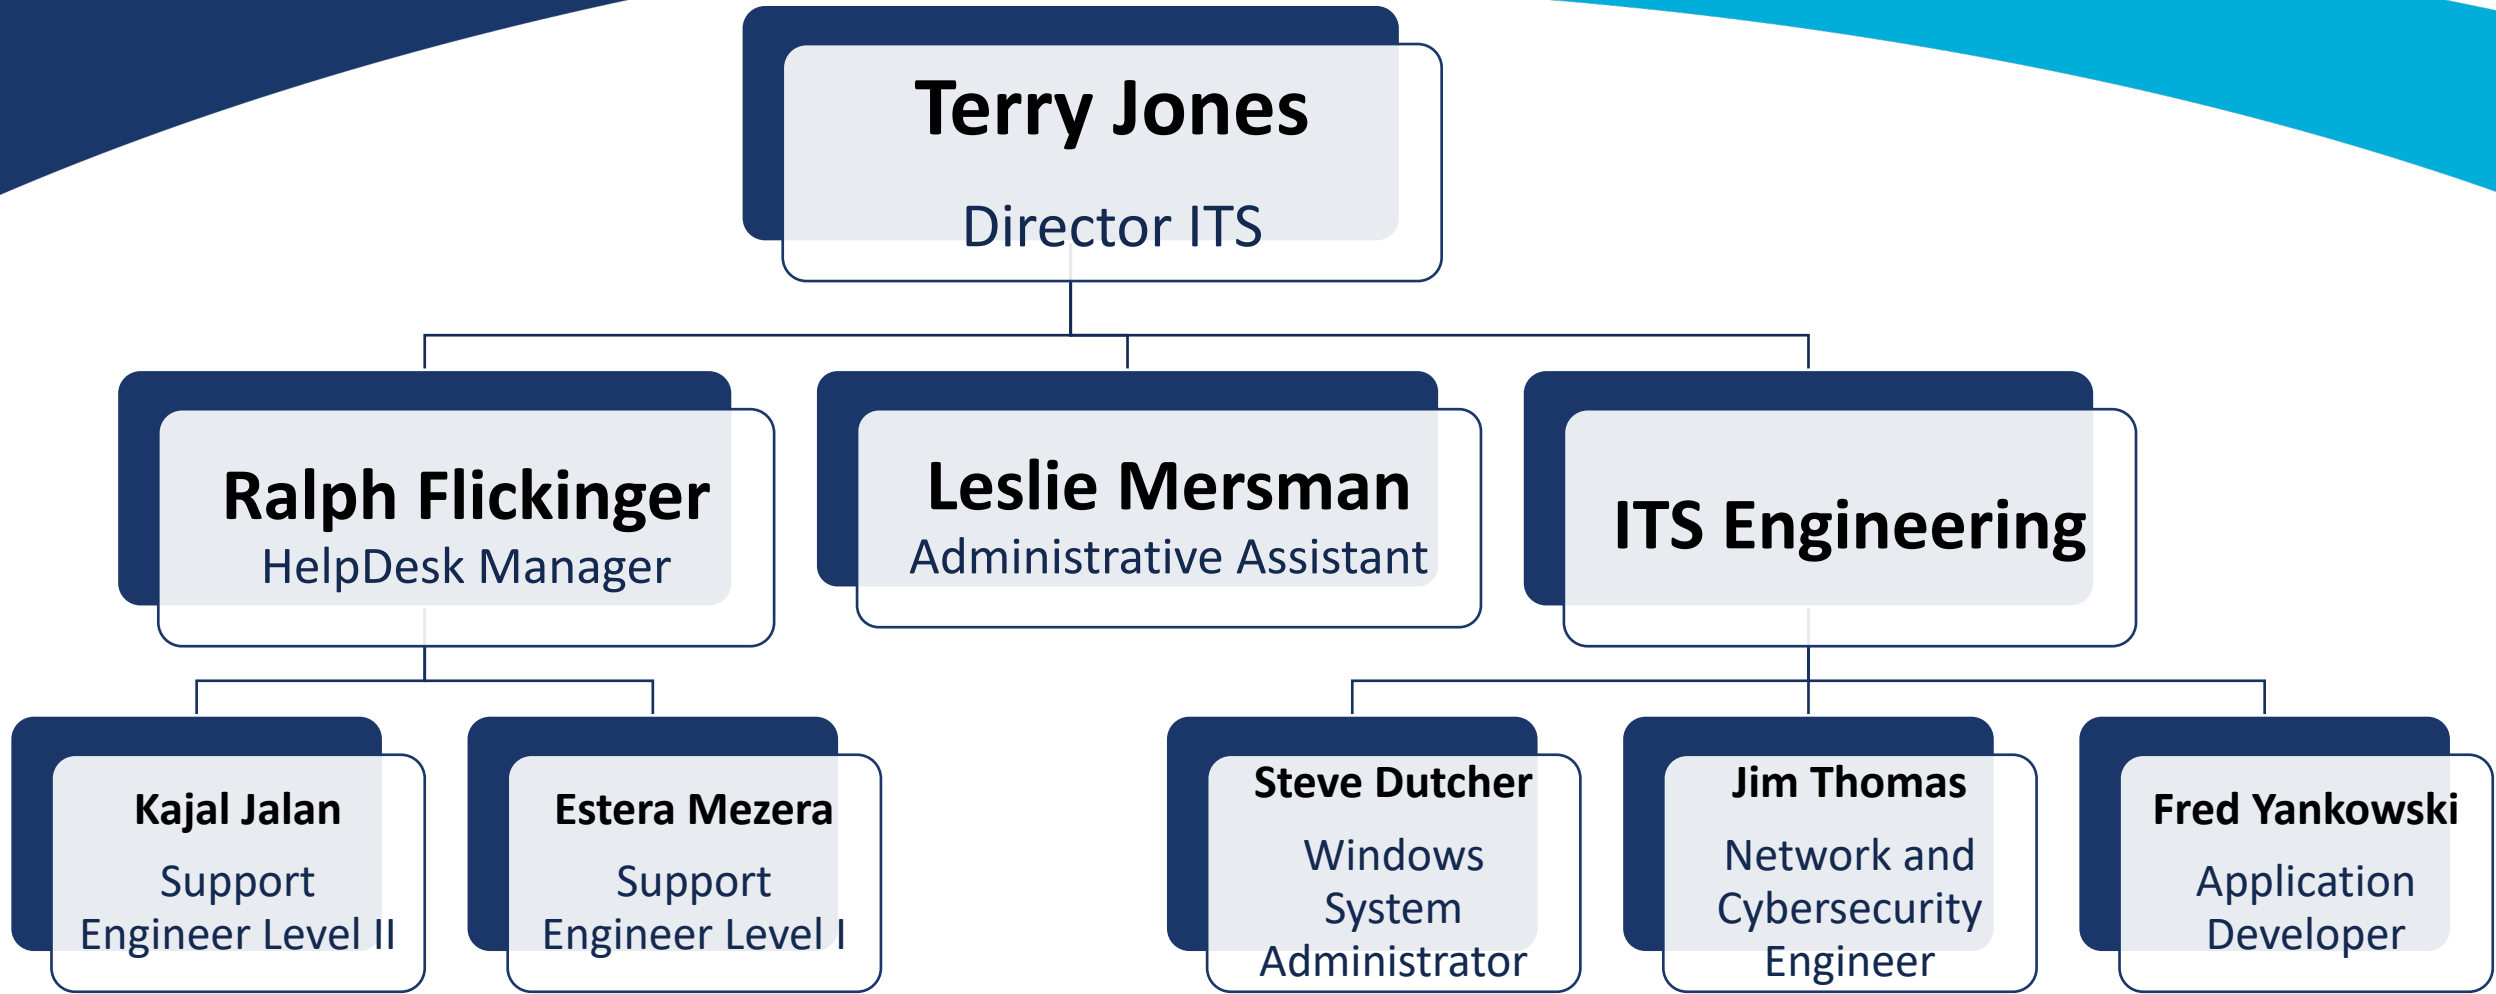 Terry Jones
Director ITS
Ralph Flickinger
HelpDesk Manager
Leslie Mersman
Administrative Assistant
ITS Engineering
Kajal Jalan
Support
Engineer Level II
Estera Mezera
Support
Engineer Level I
Steve Dutcher
Windows
System
Administrator
Jim Thomas
Network and
Cybersecurity
Engineer
Fred Yankowski
Application
Developer